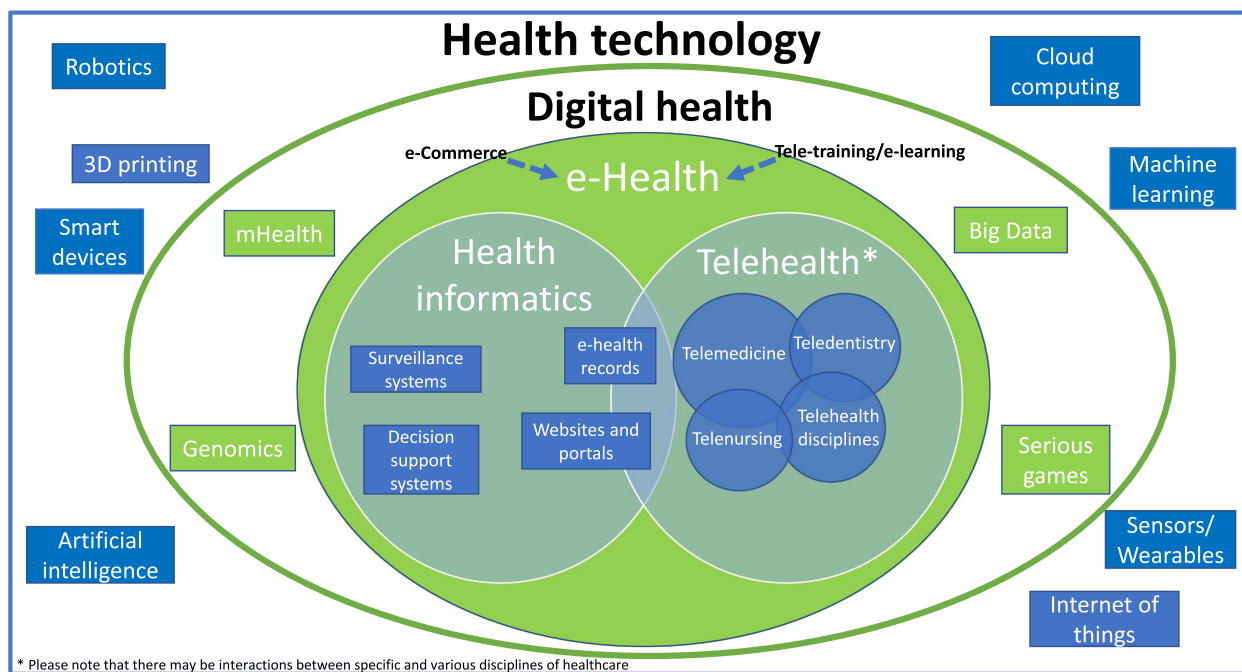 Health technology
Robotics
Cloud
computing
Digital health
e-Commerce
Tele-training/e-learning
3D printing
e-Health
Machine
learning
Smart
devices
mHealth
Big Data
Health
informatics
Telehealth*
Surveillance
systems
e-health
records
Telemedicine
Teledentistry
Decision
support
systems
Websites and
portals
Telenursing
Telehealth
disciplines
Genomics
Serious
games
Artificial
intelligence
Sensors/
Wearables
Internet of
things
* Please note that there may be interactions between specific and various disciplines of healthcare